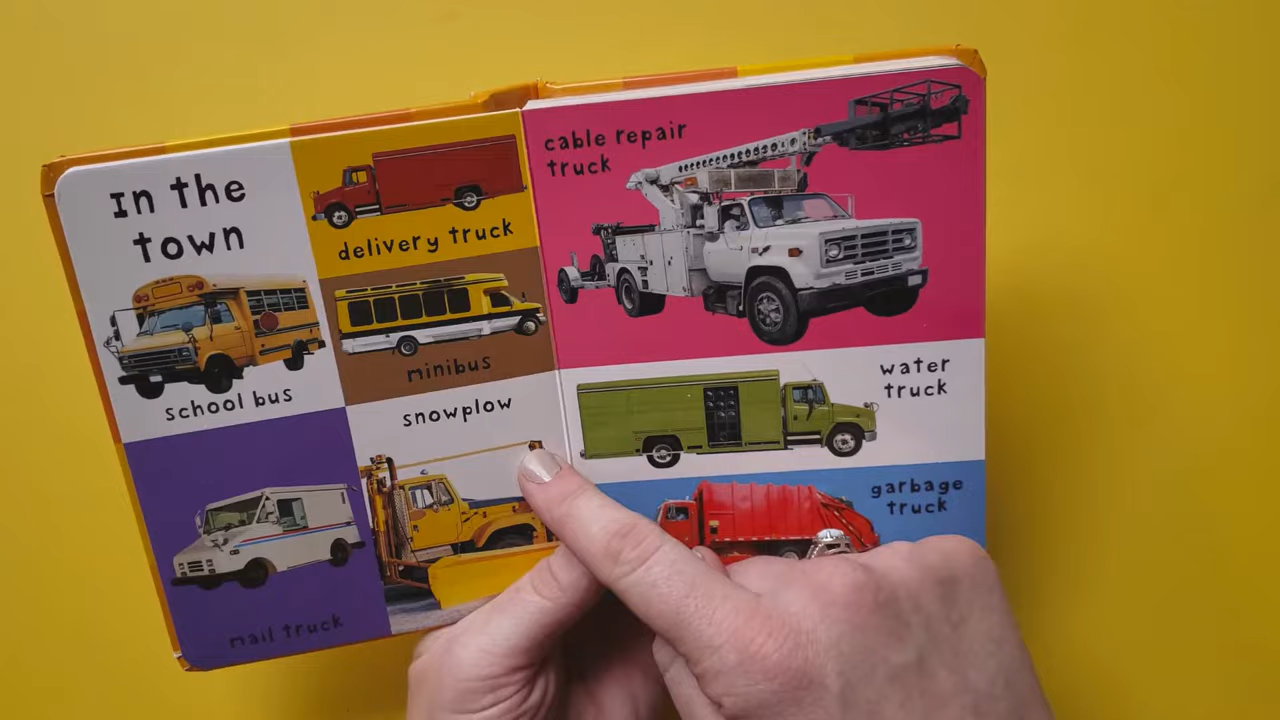 In the
town
school bus
delivery truck
minibus
snowplow
mail truck
cable repair
truck
water
truck
garbage
truck